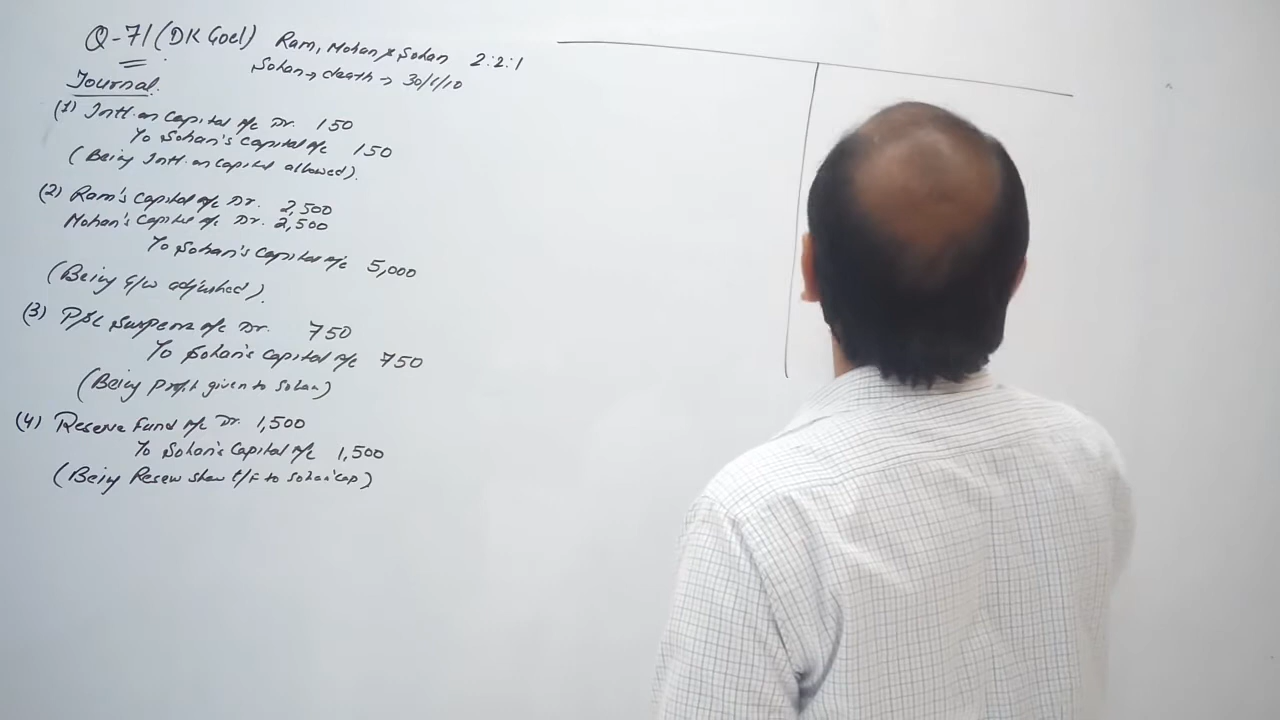 Q-71 (DK Goel) Ram, Mohan & Sohan 2:2:1
Sohan → death → 30/6/10
Journal.
(1) Intt. on Capital A/c Dr. 150
To Sohan's Capital A/c 150
(Being Intt. on Capital allowed).
(2) Ram's Capital A/c Dr. 2,500
Mohan's Capital A/c Dr. 2,500
To Sohan's Capital A/c 5,000
(Being G/w adjusted).
(3) P&L Suspense A/c Dr. 750
To Sohan's Capital A/c 750
(Being Profit given to Sohan)
(4) Reserve Fund A/c Dr. 1,500
To Sohan's Capital A/c 1,500
(Being Reserve share t/f to Sohan's cap)